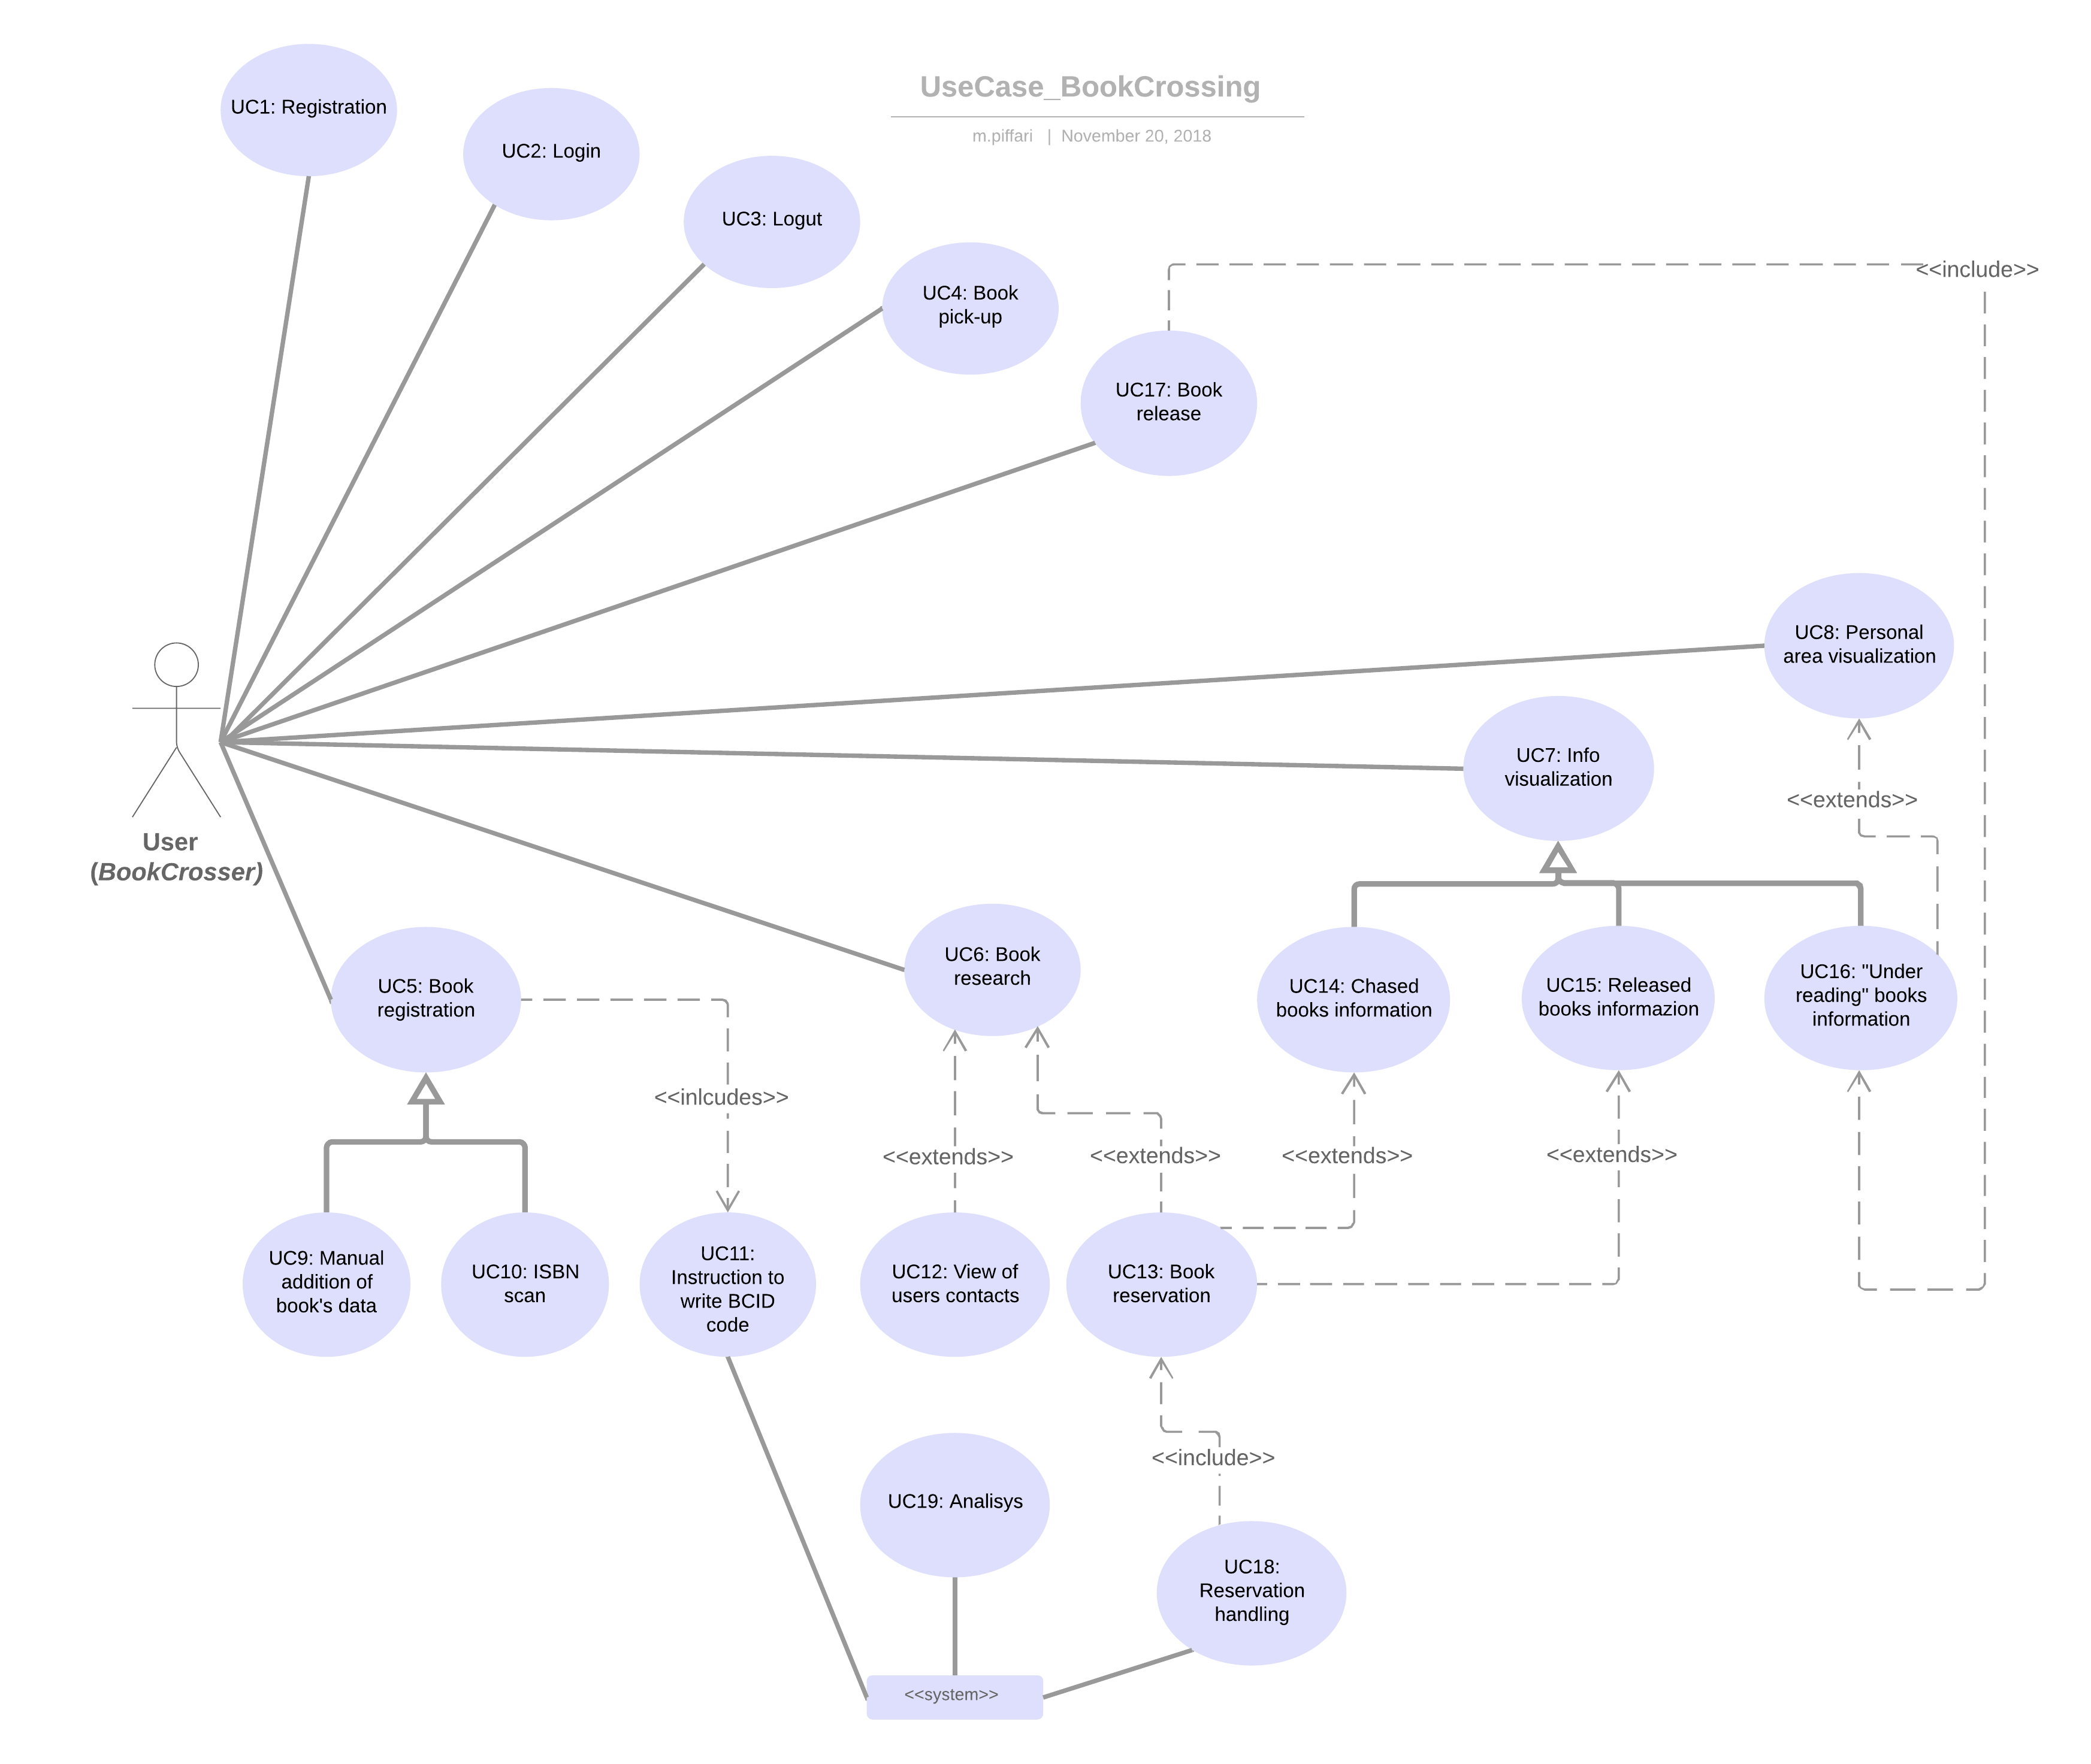 UseCase_BookCrossing
m.piffari | November 20, 2018
UC1: Registration
UC2: Login
UC3: Logut
UC4: Book
pick-up
<<include>>
UC17: Book
release
UC8: Personal
area visualization
UC7: Info
visualization
<<extends>>
User
(BookCrosser)
UC5: Book
registration
UC6: Book
research
UC14: Chased
books information
UC15: Released
books informazion
UC16: "Under
reading" books
information
<<inlcudes>>
<<extends>>
<<extends>>
<<extends>>
<<extends>>
UC9: Manual
addition of
book's data
UC10: ISBN
scan
UC11:
Instruction to
write BCID
code
UC12: View of
users contacts
UC13: Book
reservation
<<include>>
UC19: Analisys
UC18:
Reservation
handling
<<system>>